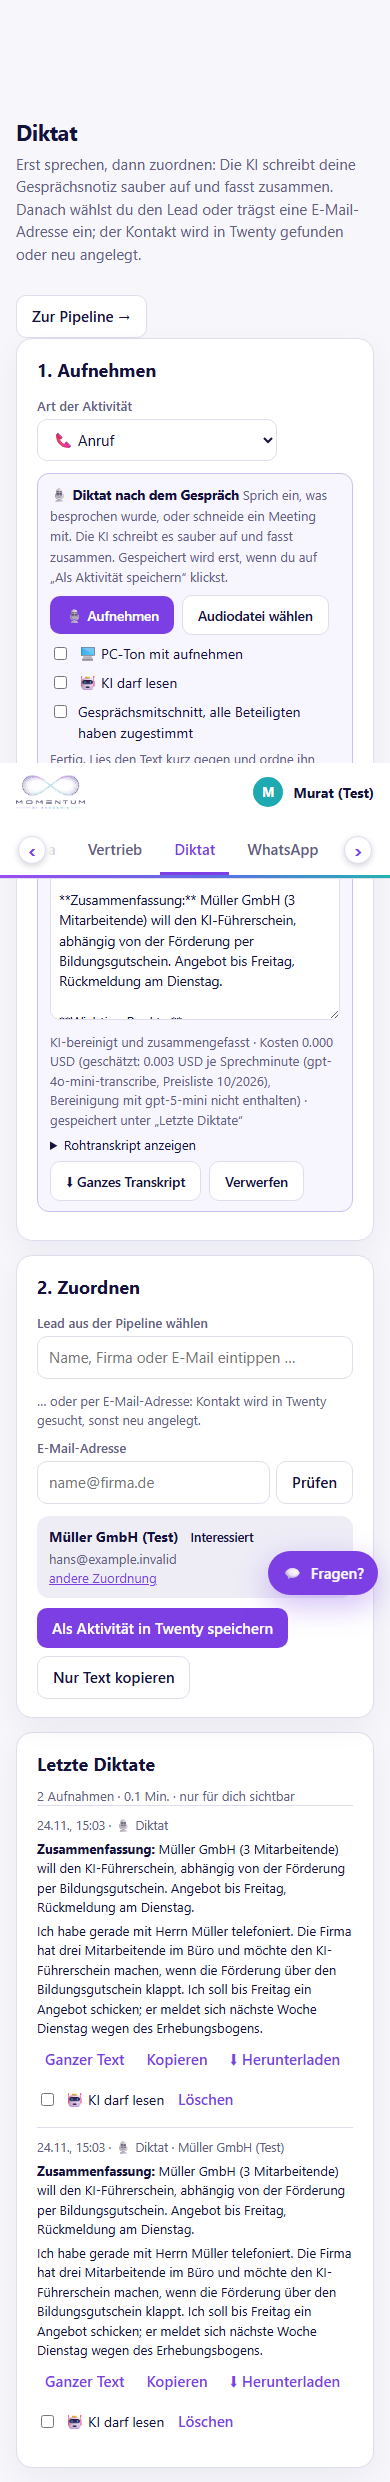 Diktat
Erst sprechen, dann zuordnen: Die KI schreibt deine
Gesprächsnotiz sauber auf und fasst zusammen.
Danach wählst du den Lead oder trägst eine E-Mail-
Adresse ein; der Kontakt wird in Twenty gefunden
oder neu angelegt.
Zur Pipeline →
1. Aufnehmen
Art der Aktivität
Anruf
Diktat nach dem Gespräch Sprich ein, was
besprochen wurde, oder schneide ein Meeting
mit. Die KI schreibt es sauber auf und fasst
zusammen. Gespeichert wird erst, wenn du auf
„Als Aktivität speichern“ klickst.
Aufnehmen Audiodatei wählen
PC-Ton mit aufnehmen
KI darf lesen
Gesprächsmitschnitt, alle Beteiligten
haben zugestimmt
Fertig. Lies den Text kurz gegen und ordne ihn
MOMENTUM Murat (Test)
‹ a Vertrieb Diktat WhatsApp ›
**Zusammenfassung:** Müller GmbH (3
Mitarbeitende) will den KI-Führerschein,
abhängig von der Förderung per
Bildungsgutschein. Angebot bis Freitag,
Rückmeldung am Dienstag.
KI-bereinigt und zusammengefasst · Kosten 0.000
USD (geschätzt: 0.003 USD je Sprechminute (gpt-
4o-mini-transcribe, Preisliste 10/2026),
Bereinigung mit gpt-5-mini nicht enthalten) ·
gespeichert unter „Letzte Diktate“
▶ Rohtranskript anzeigen
⬇ Ganzes Transkript Verwerfen
2. Zuordnen
Lead aus der Pipeline wählen
Name, Firma oder E-Mail eintippen …
… oder per E-Mail-Adresse: Kontakt wird in Twenty
gesucht, sonst neu angelegt.
E-Mail-Adresse
name@firma.de Prüfen
Müller GmbH (Test) Interessiert
hans@example.invalid
andere Zuordnung
Fragen?
Als Aktivität in Twenty speichern
Nur Text kopieren
Letzte Diktate
2 Aufnahmen · 0.1 Min. · nur für dich sichtbar
24.11., 15:03 · Diktat
Zusammenfassung: Müller GmbH (3 Mitarbeitende)
will den KI-Führerschein, abhängig von der Förderung
per Bildungsgutschein. Angebot bis Freitag,
Rückmeldung am Dienstag.
Ich habe gerade mit Herrn Müller telefoniert. Die Firma
hat drei Mitarbeitende im Büro und möchte den KI-
Führerschein machen, wenn die Förderung über den
Bildungsgutschein klappt. Ich soll bis Freitag ein
Angebot schicken; er meldet sich nächste Woche
Dienstag wegen des Erhebungsbogens.
Ganzer Text Kopieren ⬇ Herunterladen
KI darf lesen Löschen
24.11., 15:03 · Diktat · Müller GmbH (Test)
Zusammenfassung: Müller GmbH (3 Mitarbeitende)
will den KI-Führerschein, abhängig von der Förderung
per Bildungsgutschein. Angebot bis Freitag,
Rückmeldung am Dienstag.
Ich habe gerade mit Herrn Müller telefoniert. Die Firma
hat drei Mitarbeitende im Büro und möchte den KI-
Führerschein machen, wenn die Förderung über den
Bildungsgutschein klappt. Ich soll bis Freitag ein
Angebot schicken; er meldet sich nächste Woche
Dienstag wegen des Erhebungsbogens.
Ganzer Text Kopieren ⬇ Herunterladen
KI darf lesen Löschen